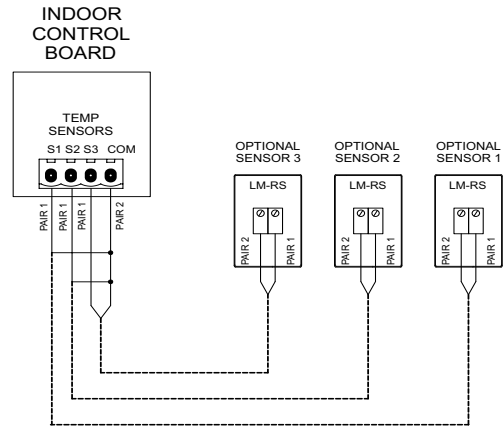 INDOOR
CONTROL
BOARD
TEMP
SENSORS
S1 S2 S3 COM
PAIR 1
PAIR 1
PAIR 1
PAIR 2
OPTIONAL
SENSOR 3
LM-RS
PAIR 2
PAIR 1
OPTIONAL
SENSOR 2
LM-RS
PAIR 2
PAIR 1
OPTIONAL
SENSOR 1
LM-RS
PAIR 2
PAIR 1